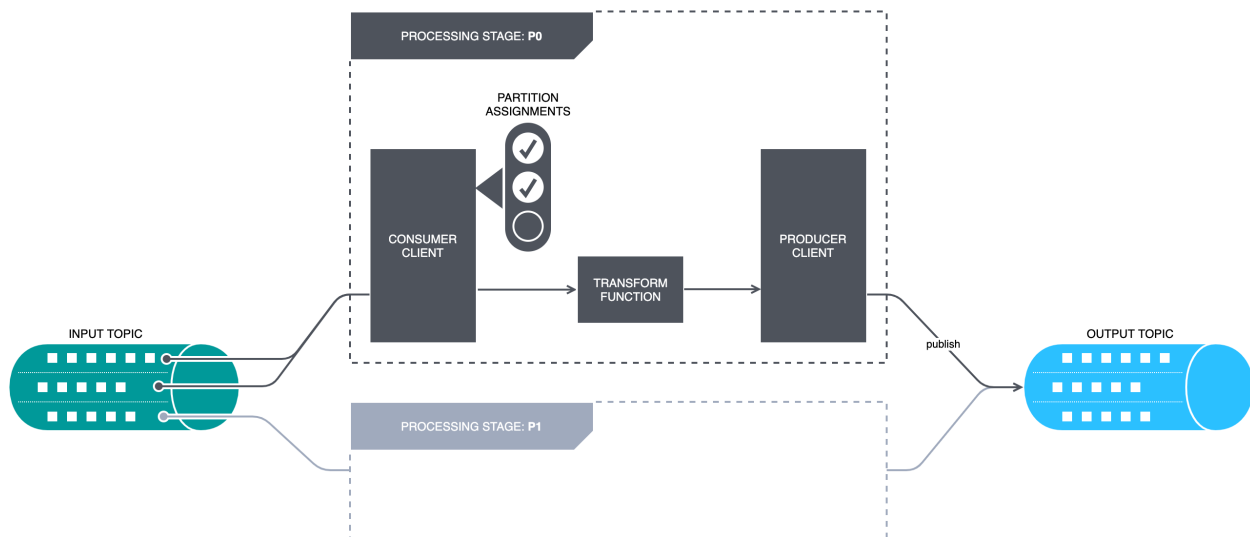 PROCESSING STAGE: P0
PARTITION
ASSIGNMENTS
CONSUMER
CLIENT
TRANSFORM
FUNCTION
PRODUCER
CLIENT
INPUT TOPIC
publish
OUTPUT TOPIC
PROCESSING STAGE: P1